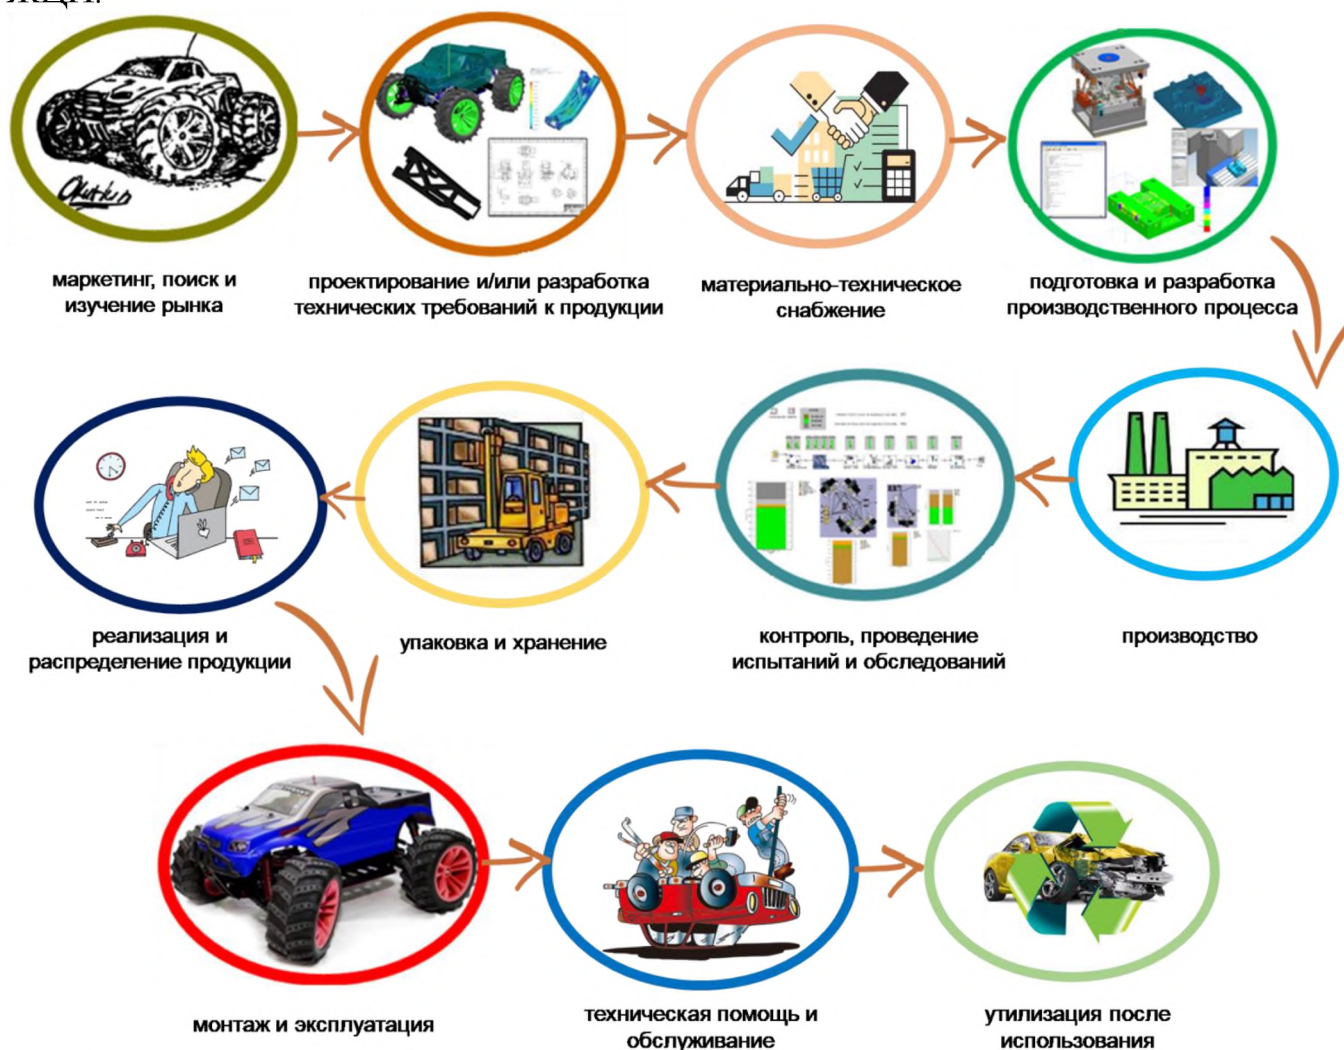 ЖЦП.
маркетинг, поиск и
изучение рынка
проектирование и/или разработка
технических требований к продукции
материально-техническое
снабжение
подготовка и разработка
производственного процесса
реализация и
распределение продукции
упаковка и хранение
контроль, проведение
испытаний и обследований
производство
монтаж и эксплуатация
техническая помощь и
обслуживание
утилизация после
использования